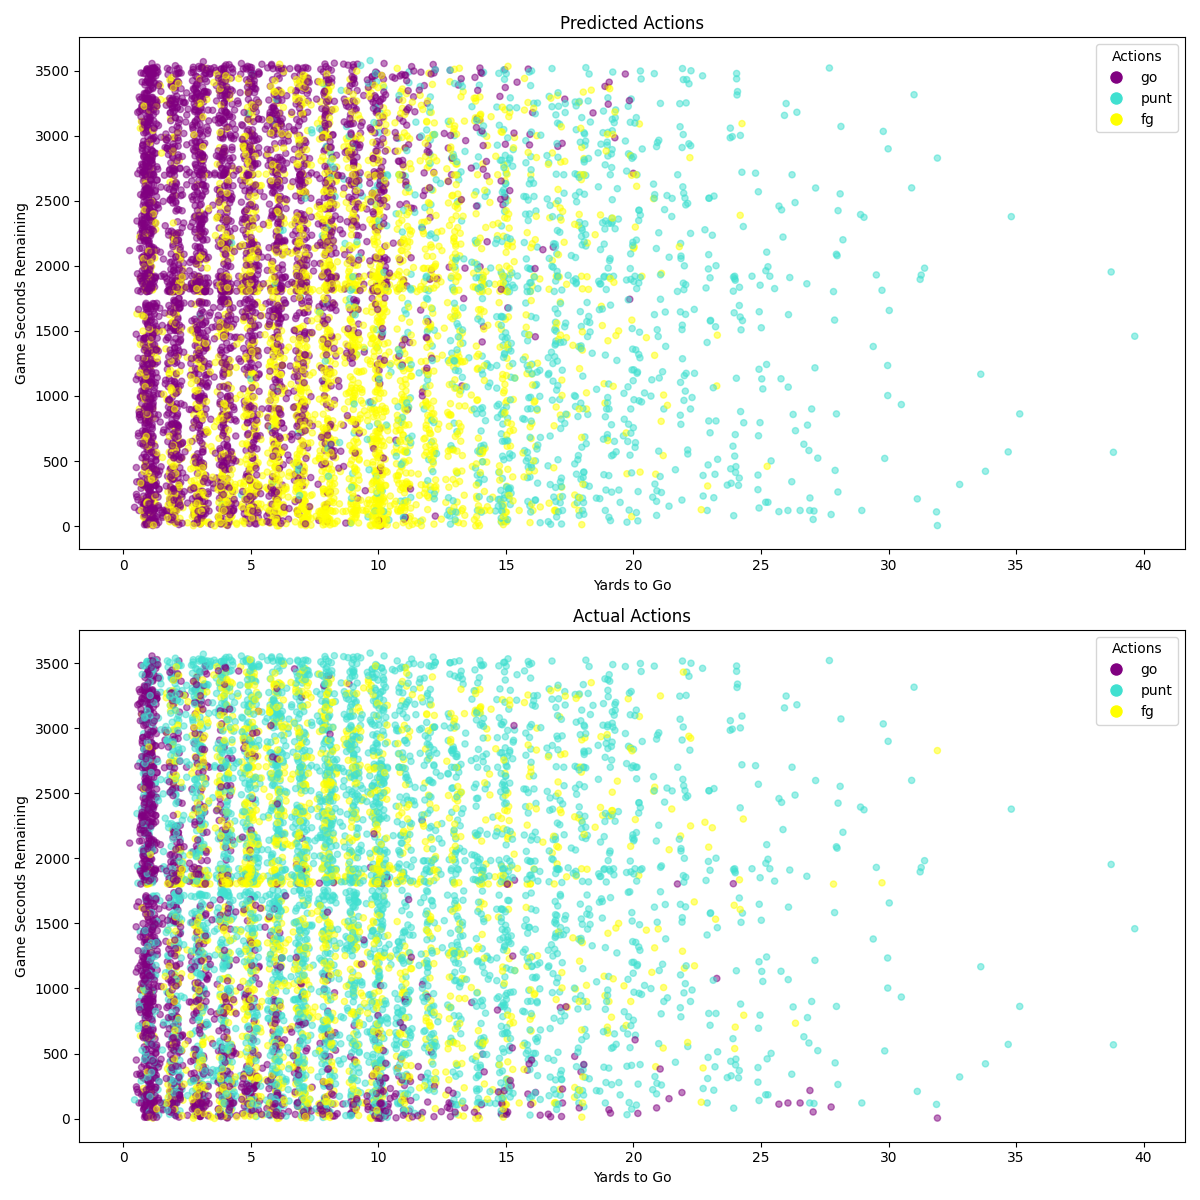 Predicted Actions
Game Seconds Remaining
3500
3000
2500
2000
1500
1000
500
0
Actions
go
punt
fg
0 5 10 15 20 25 30 35 40
Yards to Go
Actual Actions
Game Seconds Remaining
3500
3000
2500
2000
1500
1000
500
0
Actions
go
punt
fg
0 5 10 15 20 25 30 35 40
Yards to Go